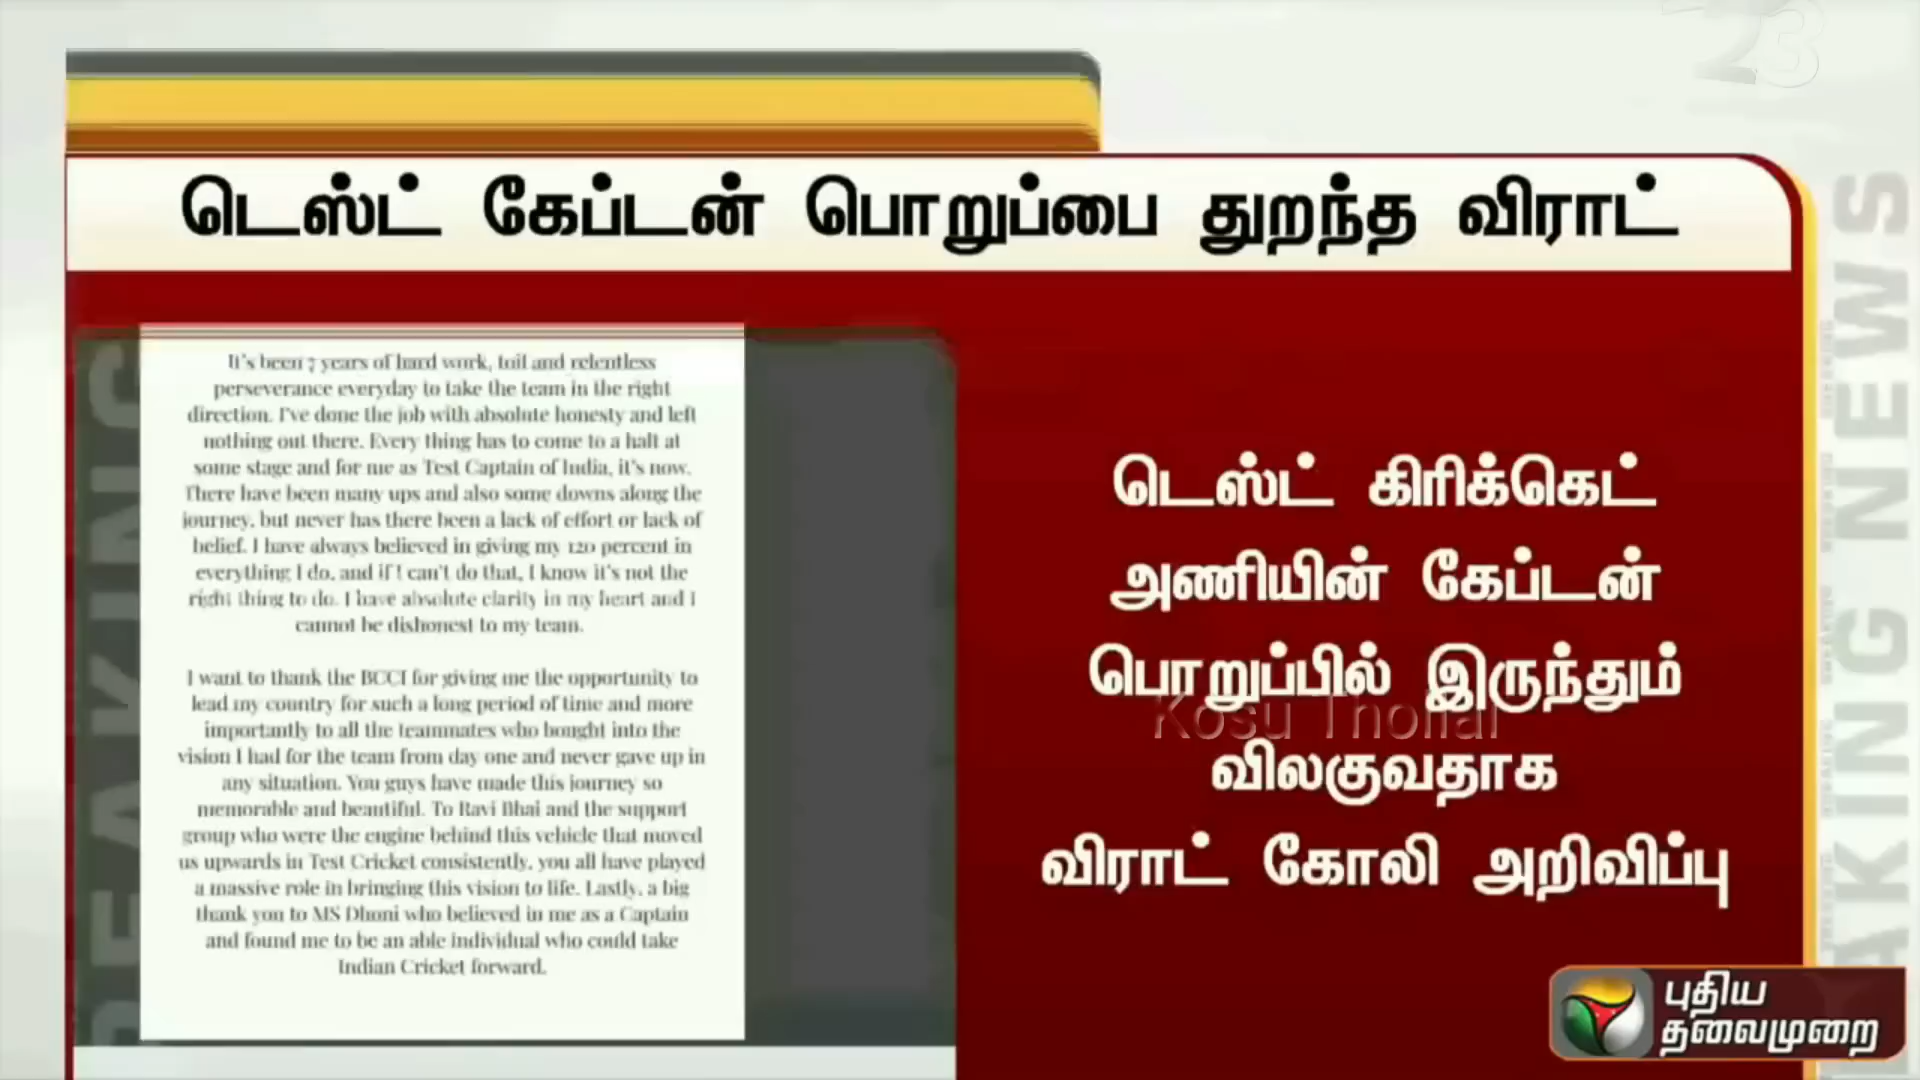 டெஸ்ட் கேப்டன் பொறுப்பை துறந்த விராட்
It's been 7 years of hard work, toil and relentless
perseverance everyday to take the team in the right
direction. I've done the job with absolute honesty and left
nothing out there. Every thing has to come to a halt at
some stage and for me as Test Captain of India, it's now.
There have been many ups and also some downs along the
journey, but never has there been a lack of effort or lack of
belief. I have always believed in giving my 120 percent in
everything I do, and if I can't do that, I know it's not the
right thing to do. I have absolute clarity in my heart and I
cannot be dishonest to my team.
I want to thank the BCCI for giving me the opportunity to
lead my country for such a long period of time and more
importantly to all the teammates who bought into the
vision I had for the team from day one and never gave up in
any situation. You guys have made this journey so
memorable and beautiful. To Ravi Bhai and the support
group who were the engine behind this vehicle that moved
us upwards in Test Cricket consistently, you all have played
a massive role in bringing this vision to life. Lastly, a big
thank you to MS Dhoni who believed in me as a Captain
and found me to be an able individual who could take
Indian Cricket forward.
டெஸ்ட் கிரிக்கெட்
அணியின் கேப்டன்
பொறுப்பில் இருந்தும்
Kosu Thollai
விலகுவதாக
விராட் கோலி அறிவிப்பு
BREAKING
BREAKING NEWS
புதிய
தலைமுறை